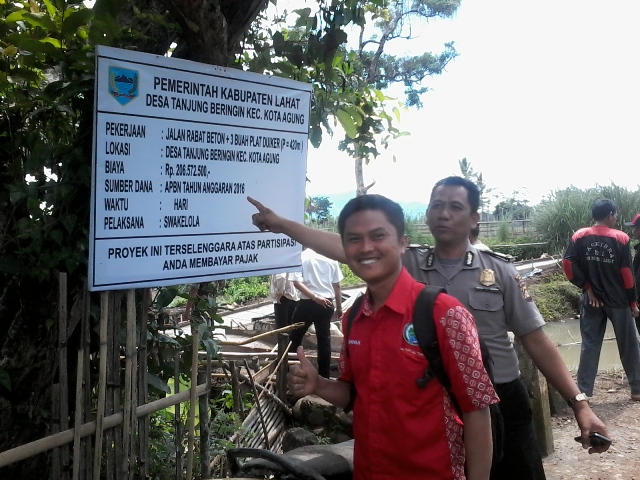 PEMERINTAH KABUPATEN LAHAT
DESA TANJUNG BERINGIN KEC. KOTA AGUNG
PEKERJAAN : JALAN RABAT BETON + 3 BUAH PLAT DUIKER (P = 420m)
LOKASI : DESA TANJUNG BERINGIN KEC. KOTA AGUNG
BIAYA : Rp. 206.572.500,-
SUMBER DANA : APBN TAHUN ANGGARAN 2016
WAKTU : HARI
PELAKSANA : SWAKELOLA
PROYEK INI TERSELENGGARA ATAS PARTISIPASI
ANDA MEMBAYAR PAJAK